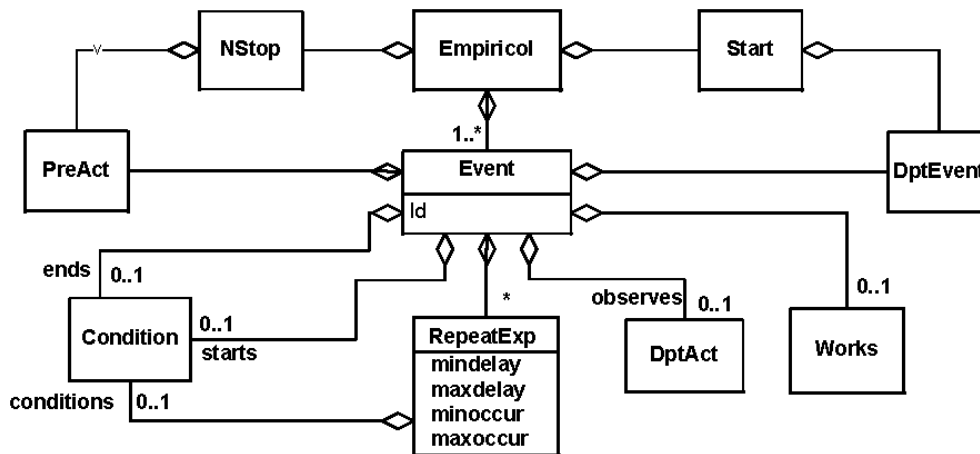 NStop
Empiricol
Start
v
1..*
PreAct
Event
DptEvent
Id
ends
0..1
observes
0..1
0..1
*
Condition
0..1
starts
RepeatExp
mindelay
maxdelay
minoccur
maxoccur
DptAct
Works
conditions
0..1